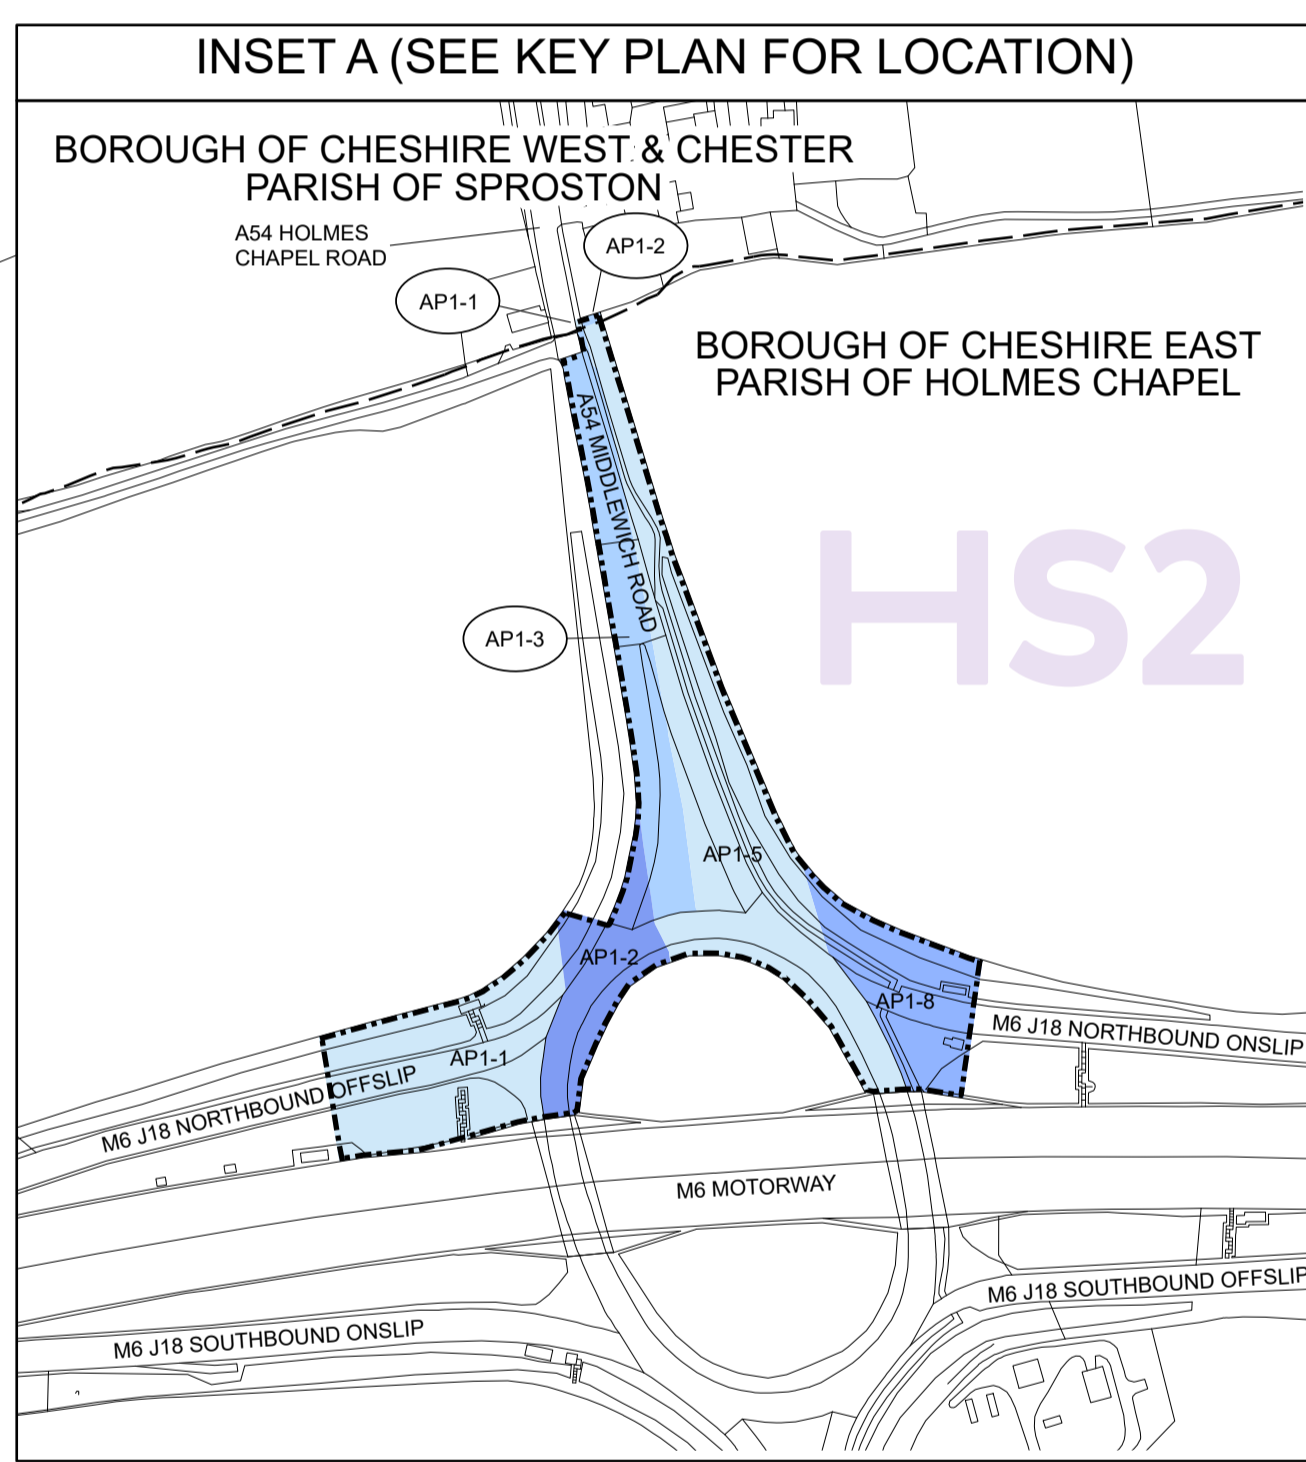 INSET A (SEE KEY PLAN FOR LOCATION)
BOROUGH OF CHESHIRE WEST & CHESTER
PARISH OF SPROSTON
A54 HOLMES
CHAPEL ROAD
AP1-2
AP1-1
BOROUGH OF CHESHIRE EAST
PARISH OF HOLMES CHAPEL
A54 MIDDLEWICH ROAD
HS2
AP1-3
AP1-5
AP1-2
AP1-8
AP1-1
M6 J18 NORTHBOUND ONSLIP
M6 J18 NORTHBOUND OFFSLIP
M6 MOTORWAY
M6 J18 SOUTHBOUND OFFSLIP
M6 J18 SOUTHBOUND ONSLIP